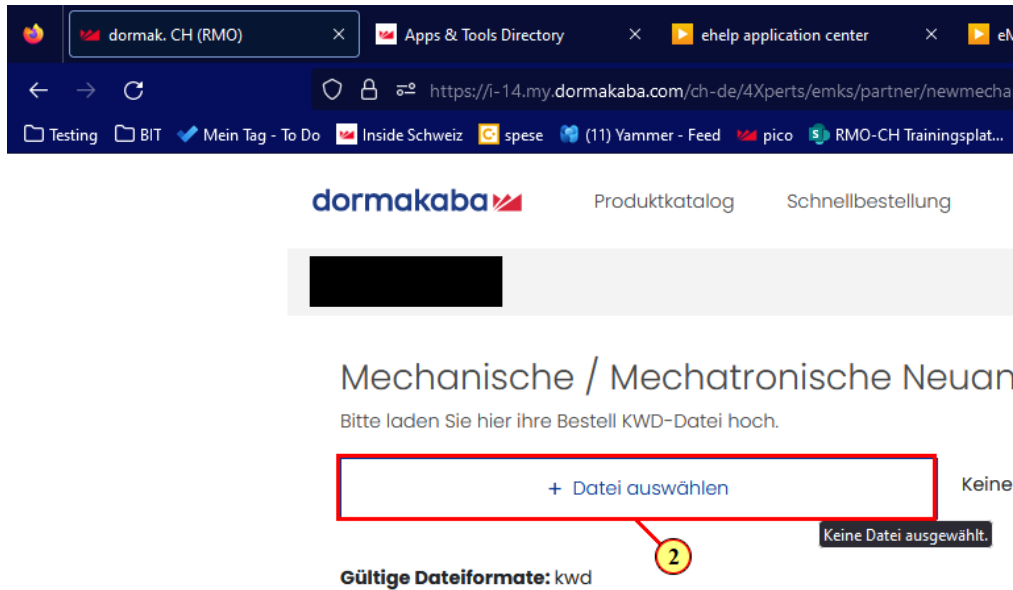 dormak. CH (RMO)
Apps & Tools Directory
ehelp application center
https://i-14.my.dormakaba.com/ch-de/4Xperts/emks/partner/newmecha
Testing BIT Mein Tag - To Do Inside Schweiz spese (11) Yammer - Feed pico RMO-CH Trainingsplat...
dormakaba Produktkatalog Schnellbestellung
Mechanische / Mechatronische Neuan
Bitte laden Sie hier ihre Bestell KWD-Datei hoch.
+ Datei auswählen
Keine
Keine Datei ausgewählt.
2
Gültige Dateiformate: kwd